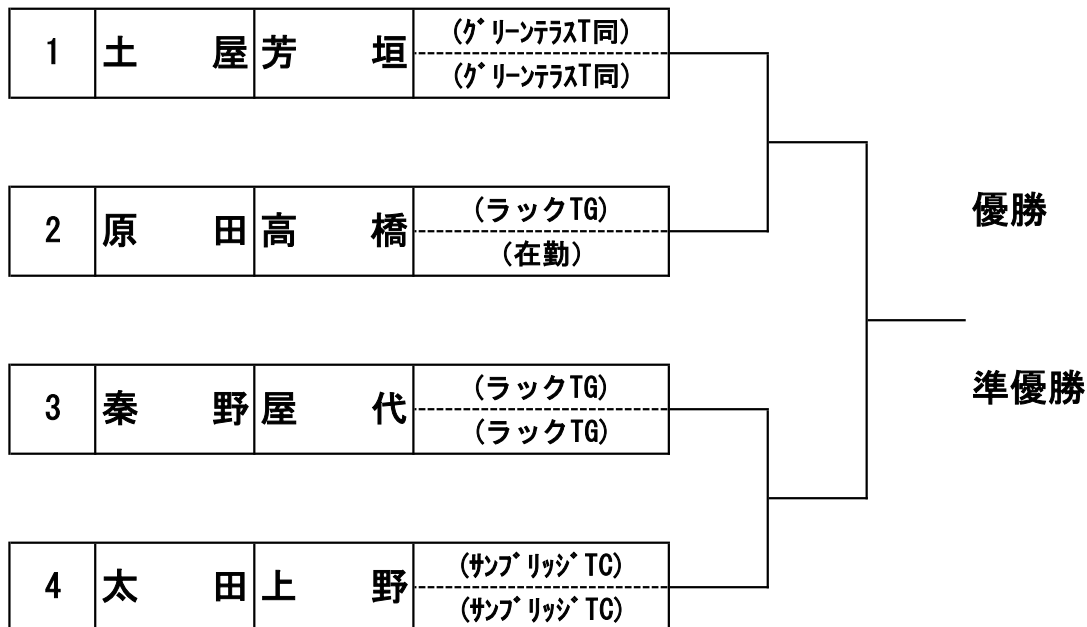 1 土 屋 芳 垣 (ｸﾞﾘｰﾝﾃﾗｽT同)
(ｸﾞﾘｰﾝﾃﾗｽT同)
2 原 田 高 橋 (ラックTG)
(在勤)
優勝
3 秦 野 屋 代 (ラックTG)
(ラックTG)
準優勝
4 太 田 上 野 (ｻﾝﾌﾞﾘｯｼﾞTC)
(ｻﾝﾌﾞﾘｯｼﾞTC)